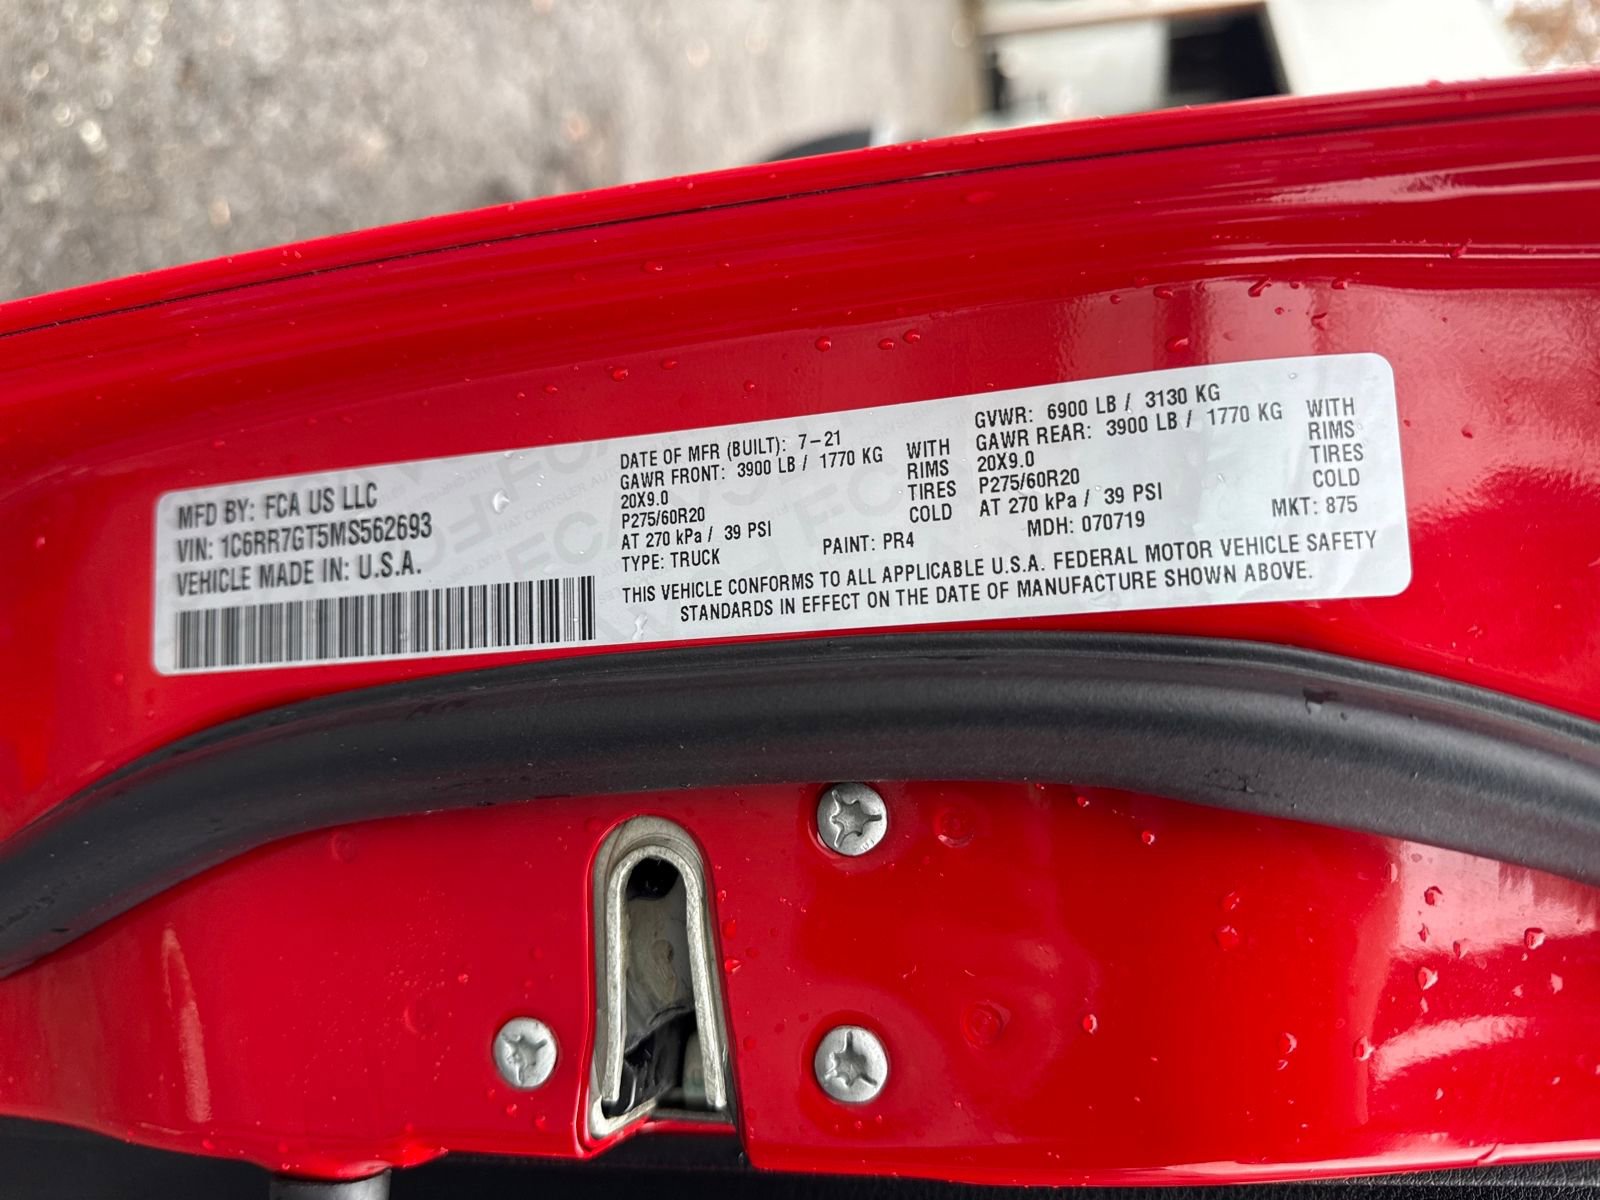 MFD BY: FCA US LLC
VIN: 1C6RR7GT5MS562693
VEHICLE MADE IN: U.S.A.
DATE OF MFR (BUILT): 7-21
GAWR FRONT: 3900 LB / 1770 KG WITH
20X9.0 RIMS
P275/60R20 TIRES
AT 270 kPa / 39 PSI COLD
TYPE: TRUCK PAINT: PR4
GVWR: 6900 LB / 3130 KG
GAWR REAR: 3900 LB / 1770 KG WITH
20X9.0 RIMS
P275/60R20 TIRES
AT 270 kPa / 39 PSI COLD
MDH: 070719 MKT: 875
THIS VEHICLE CONFORMS TO ALL APPLICABLE U.S.A. FEDERAL MOTOR VEHICLE SAFETY
STANDARDS IN EFFECT ON THE DATE OF MANUFACTURE SHOWN ABOVE.